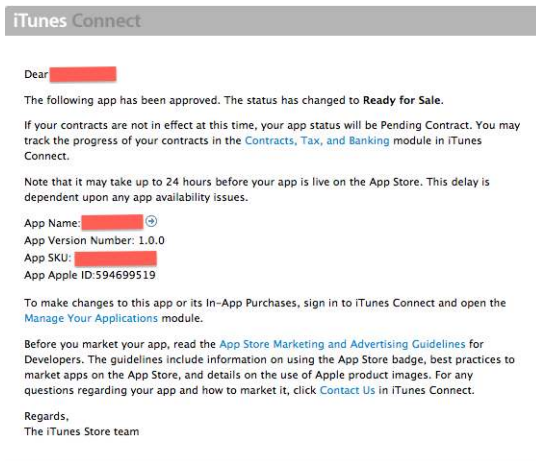 iTunes Connect
Dear
The following app has been approved. The status has changed to Ready for Sale.
If your contracts are not in effect at this time, your app status will be Pending Contract. You may
track the progress of your contracts in the Contracts, Tax, and Banking module in iTunes
Connect.
Note that it may take up to 24 hours before your app is live on the App Store. This delay is
dependent upon any app availability issues.
App Name:
App Version Number: 1.0.0
App SKU:
App Apple ID:594699519
To make changes to this app or its In-App Purchases, sign in to iTunes Connect and open the
Manage Your Applications module.
Before you market your app, read the App Store Marketing and Advertising Guidelines for
Developers. The guidelines include information on using the App Store badge, best practices to
market apps on the App Store, and details on the use of Apple product images. For any
questions regarding your app and how to market it, click Contact Us in iTunes Connect.
Regards,
The iTunes Store team